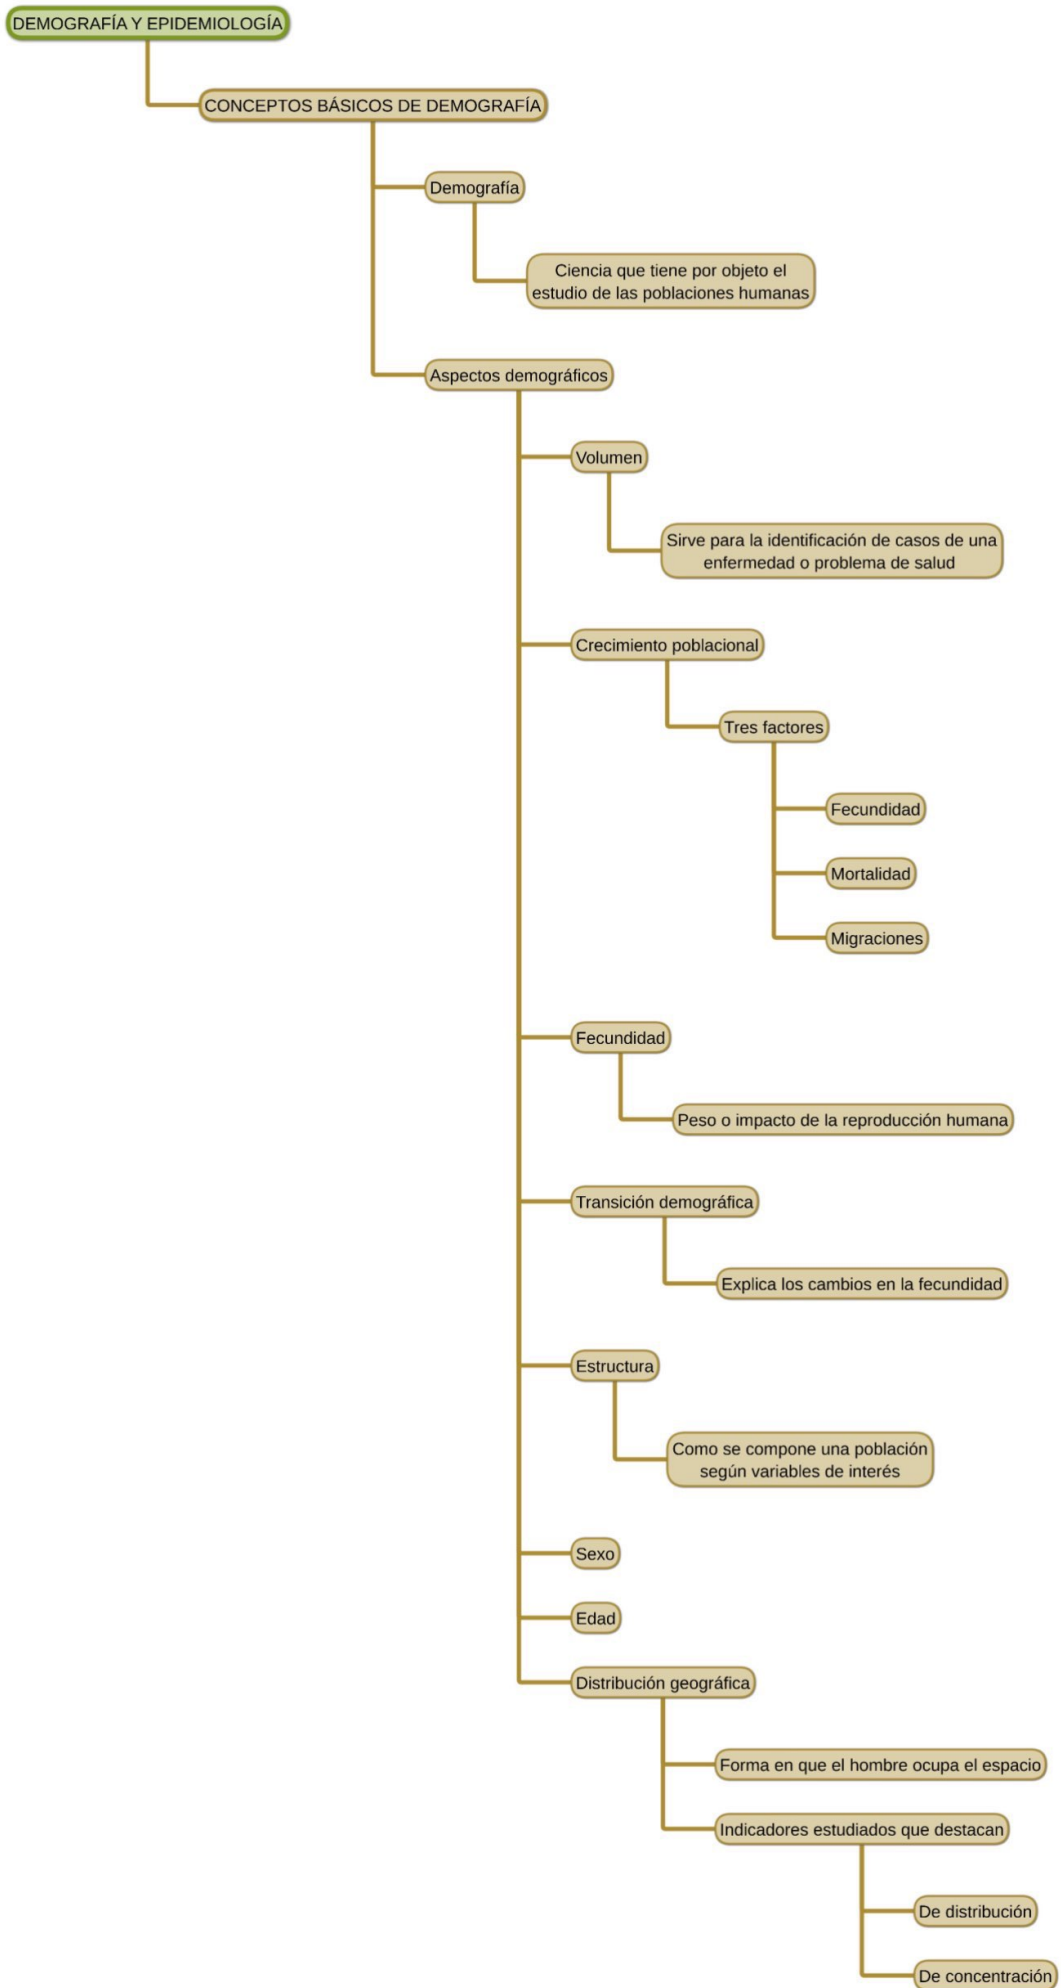 DEMOGRAFÍA Y EPIDEMIOLOGÍA
CONCEPTOS BÁSICOS DE DEMOGRAFÍA
Demografía
Ciencia que tiene por objeto el
estudio de las poblaciones humanas
Aspectos demográficos
Volumen
Sirve para la identificación de casos de una
enfermedad o problema de salud
Crecimiento poblacional
Tres factores
Fecundidad
Mortalidad
Migraciones
Fecundidad
Peso o impacto de la reproducción humana
Transición demográfica
Explica los cambios en la fecundidad
Estructura
Como se compone una población
según variables de interés
Sexo
Edad
Distribución geográfica
Forma en que el hombre ocupa el espacio
Indicadores estudiados que destacan
De distribución
De concentración